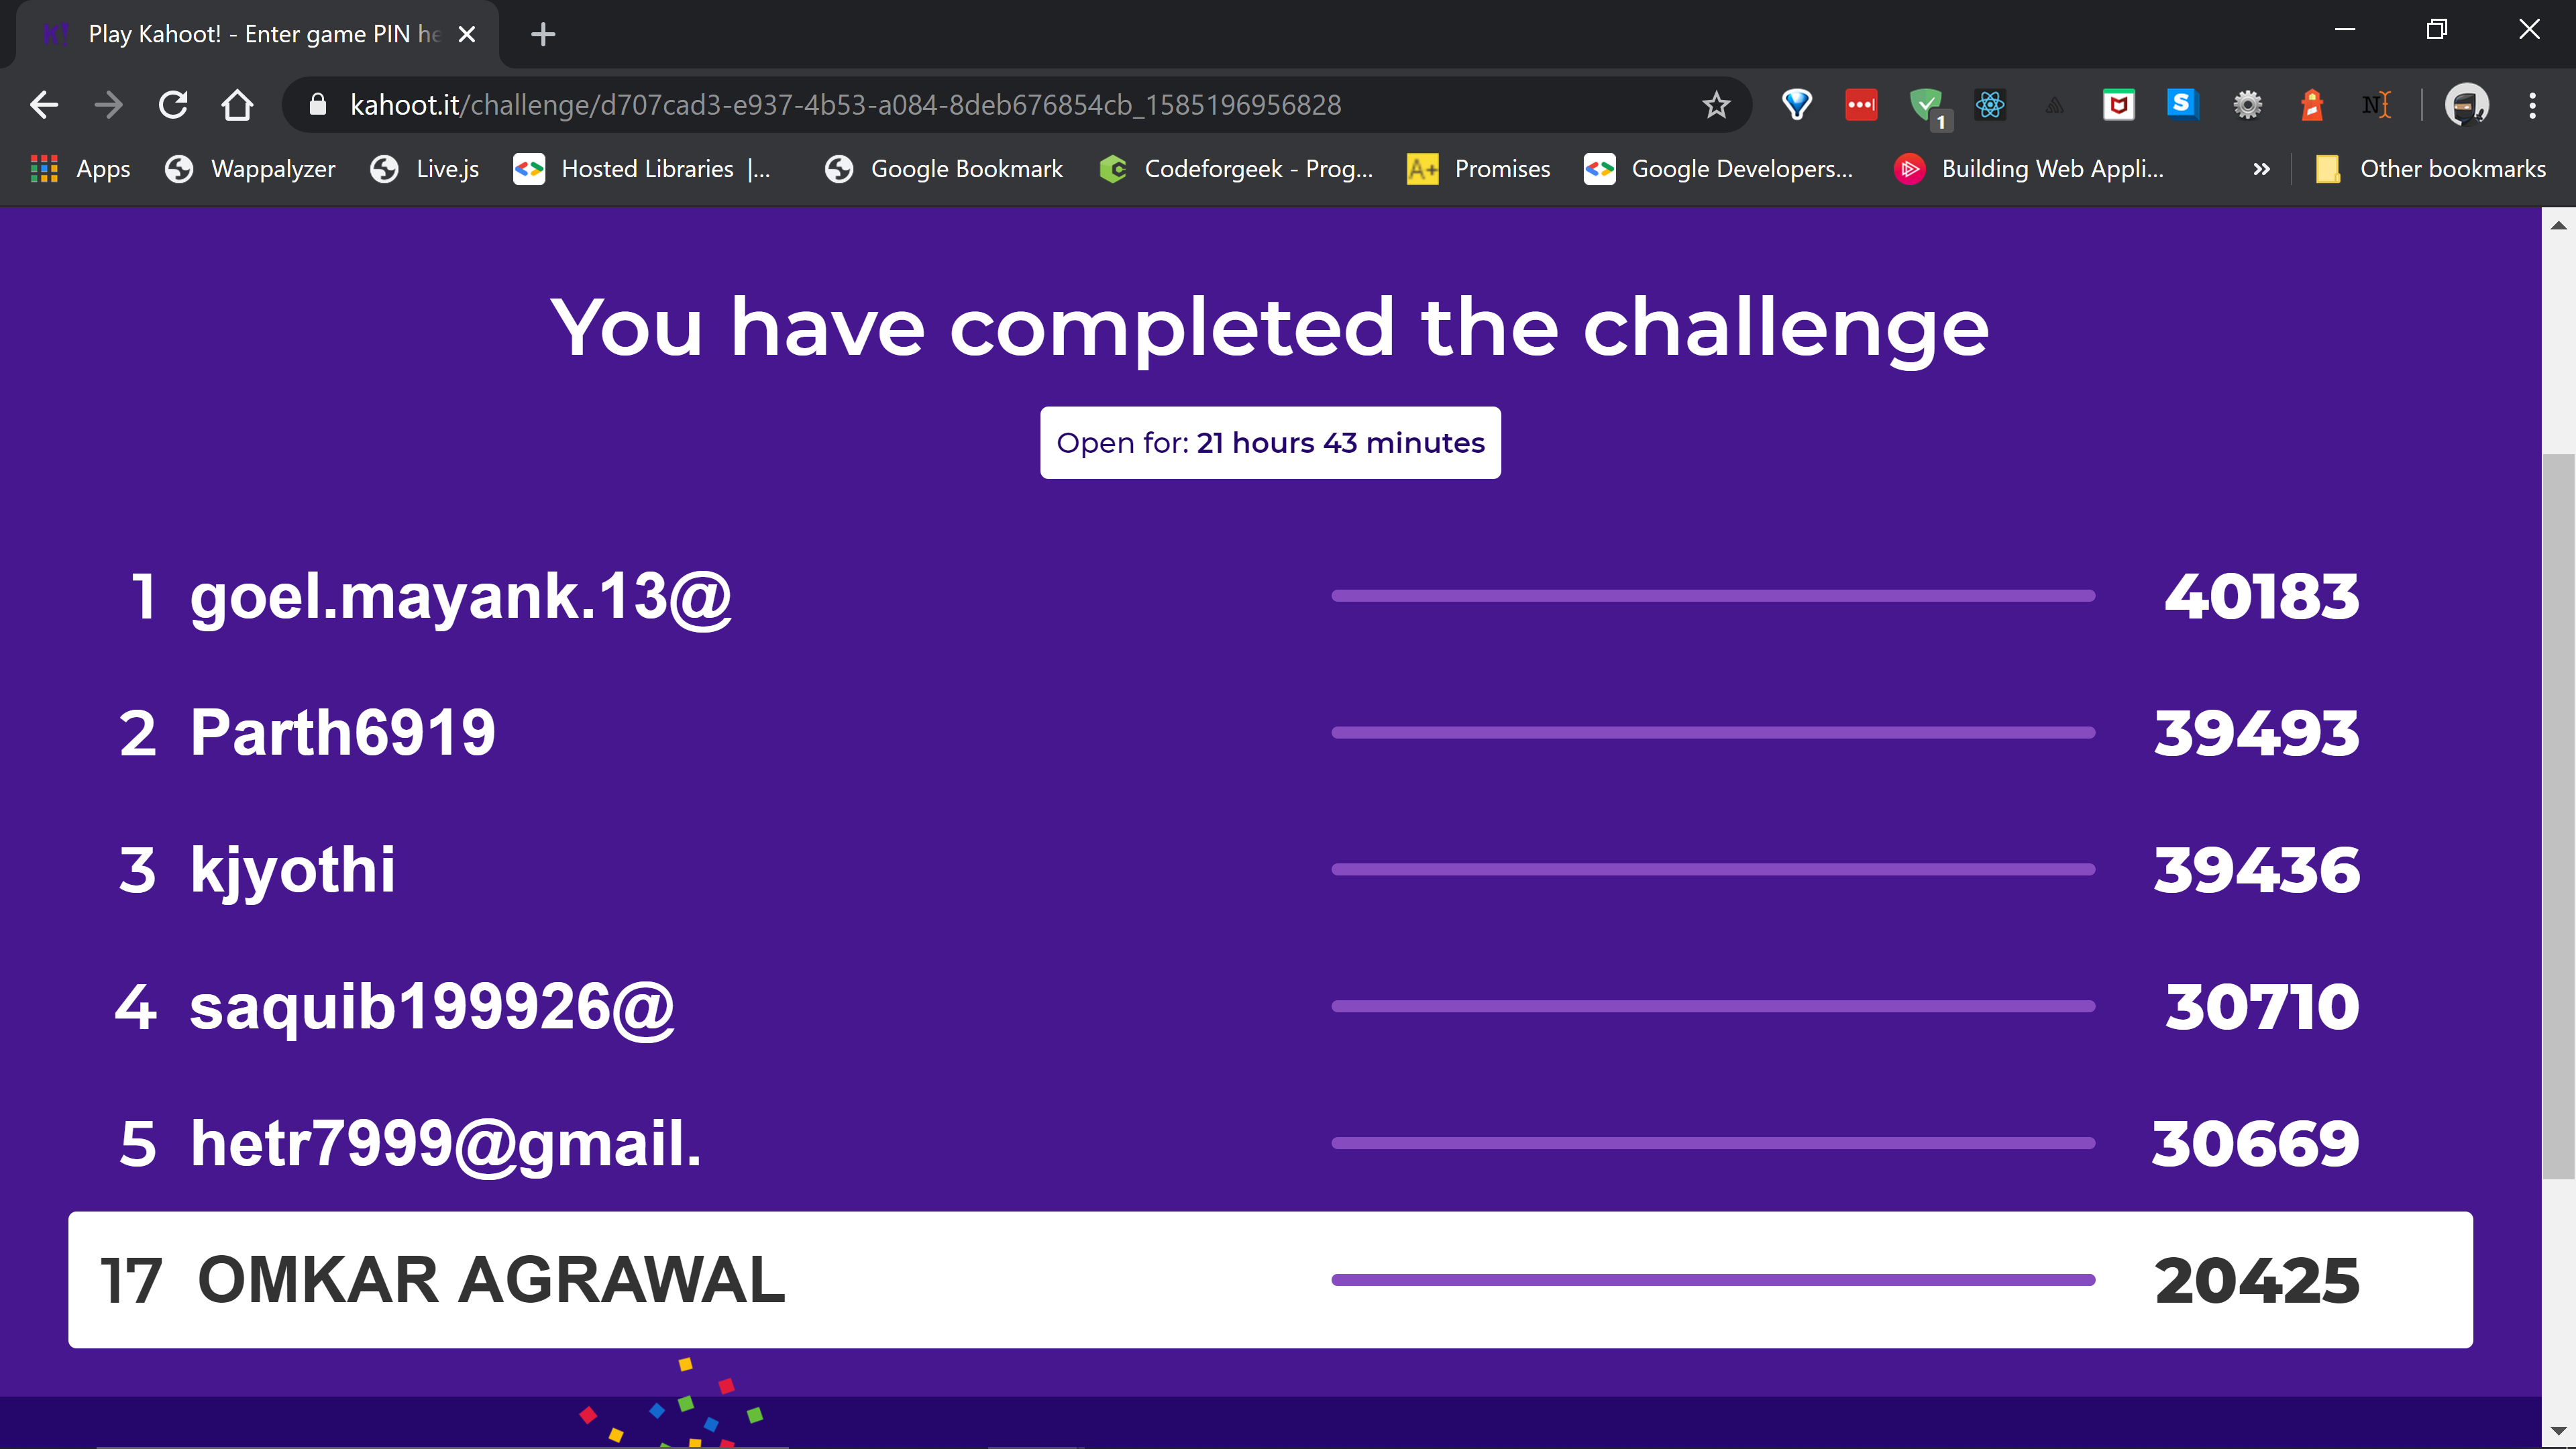 Play Kahoot! - Enter game PIN he
kahoot.it/challenge/d707cad3-e937-4b53-a084-8deb676854cb_1585196956828
1
Apps
Wappalyzer
Live.js
Hosted Libraries |...
Google Bookmark
Codeforgeek - Prog...
A+ Promises
Google Developers...
Building Web Appli...
»
Other bookmarks
You have completed the challenge
Open for: 21 hours 43 minutes
1 goel.mayank.13@ 40183
2 Parth6919 39493
3 kjyothi 39436
4 saquib199926@ 30710
5 hetr7999@gmail. 30669
17 OMKAR AGRAWAL 20425